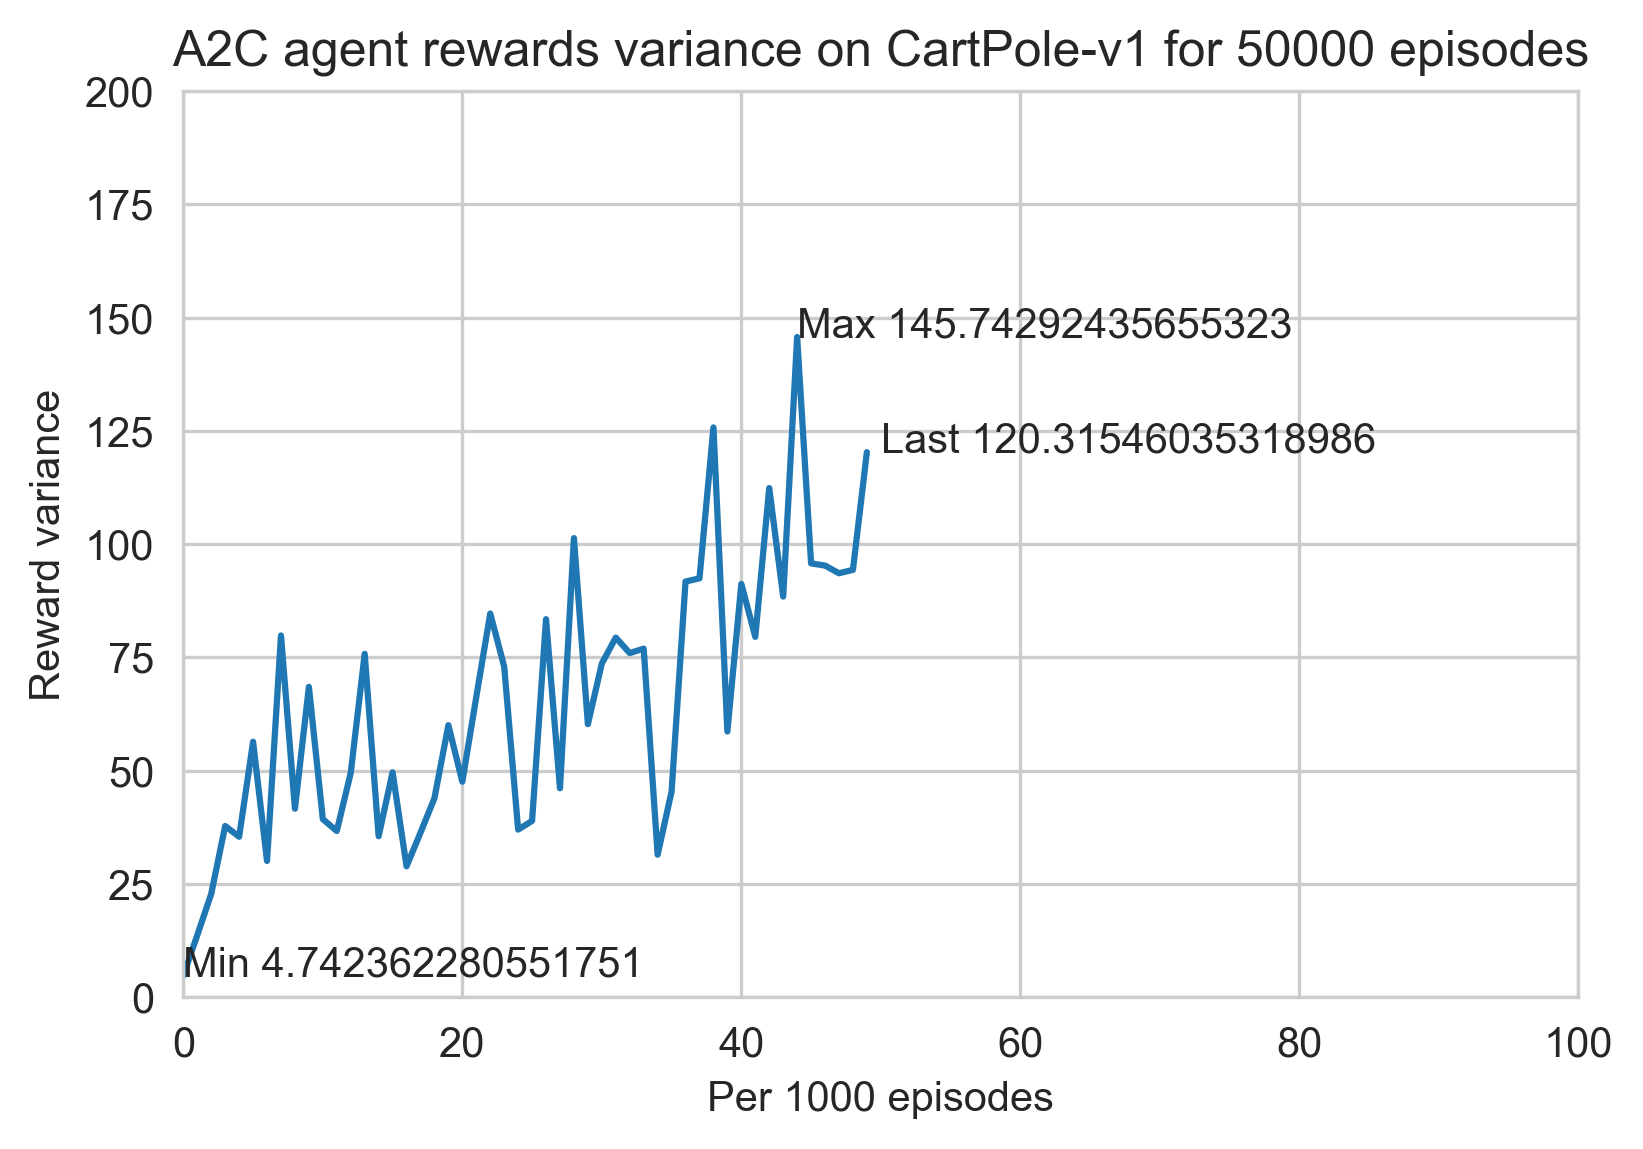 A2C agent rewards variance on CartPole-v1 for 50000 episodes
200
175
150
125
100
75
50
25
0
Reward variance
Max 145.74292435655323
Last 120.31546035318986
Min 4.742362280551751
0 20 40 60 80 100
Per 1000 episodes